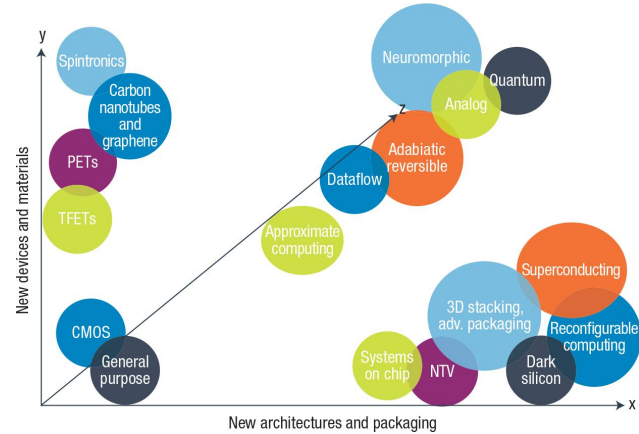 y
Spintronics
Carbon
nanotubes
and
graphene
PETs
TFETs
CMOS
General
purpose
New devices and materials
Neuromorphic
Quantum
Analog
z
Adabiatic
reversible
Dataflow
Approximate
computing
Superconducting
3D stacking,
adv. packaging
Reconfigurable
computing
Systems
on chip
NTV
Dark
silicon
x
New architectures and packaging